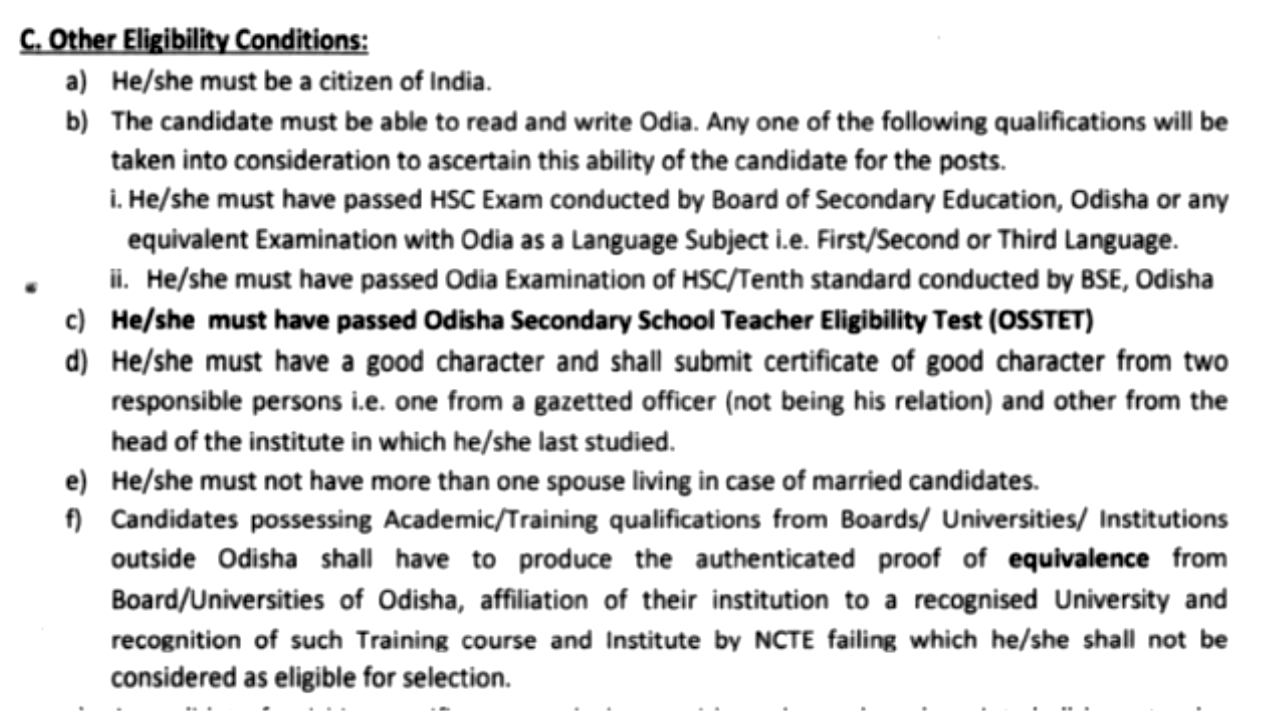 C. Other Eligibility Conditions:
a) He/she must be a citizen of India.
b) The candidate must be able to read and write Odia. Any one of the following qualifications will be
taken into consideration to ascertain this ability of the candidate for the posts.
i. He/she must have passed HSC Exam conducted by Board of Secondary Education, Odisha or any
equivalent Examination with Odia as a Language Subject i.e. First/Second or Third Language.
ii. He/she must have passed Odia Examination of HSC/Tenth standard conducted by BSE, Odisha
c) He/she must have passed Odisha Secondary School Teacher Eligibility Test (OSSTET)
d) He/she must have a good character and shall submit certificate of good character from two
responsible persons i.e. one from a gazetted officer (not being his relation) and other from the
head of the institute in which he/she last studied.
e) He/she must not have more than one spouse living in case of married candidates.
f) Candidates possessing Academic/Training qualifications from Boards/ Universities/ Institutions
outside Odisha shall have to produce the authenticated proof of equivalence from
Board/Universities of Odisha, affiliation of their institution to a recognised University and
recognition of such Training course and Institute by NCTE failing which he/she shall not be
considered as eligible for selection.